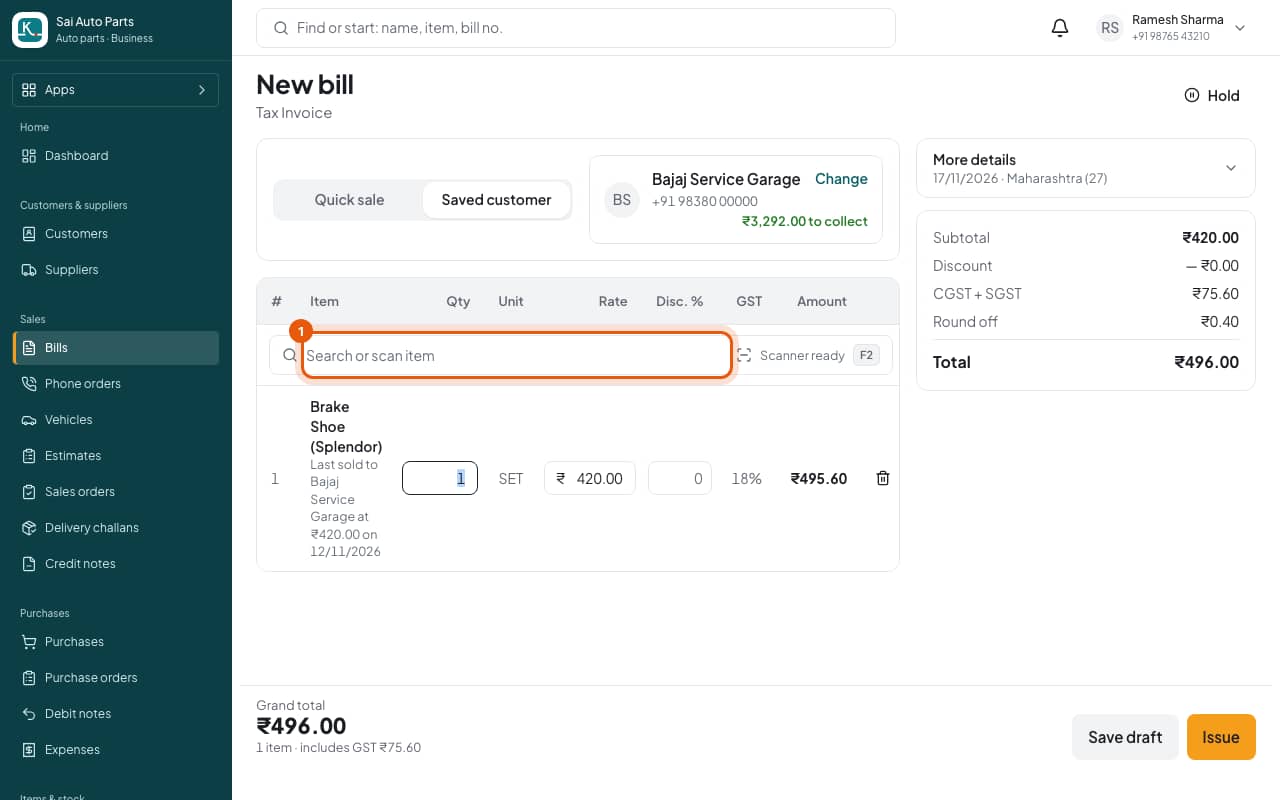 Sai Auto Parts
Auto parts · Business
Apps
Home
Dashboard
Customers & suppliers
Customers
Suppliers
Sales
Bills
Phone orders
Vehicles
Estimates
Sales orders
Delivery challans
Credit notes
Purchases
Purchases
Purchase orders
Debit notes
Expenses
Items & stock
Find or start: name, item, bill no.
RS
Ramesh Sharma
+91 98765 43210
New bill
Tax Invoice
Hold
Quick sale
Saved customer
BS
Bajaj Service Garage
Change
+91 98380 00000
₹3,292.00 to collect
# Item Qty Unit Rate Disc. % GST Amount
1
Search or scan item
Scanner ready F2
Brake
Shoe
(Splendor)
Last sold to
Bajaj
Service
Garage at
₹420.00 on
12/11/2026
1 1 SET ₹ 420.00 0 18% ₹495.60
More details
17/11/2026 · Maharashtra (27)
Subtotal ₹420.00
Discount — ₹0.00
CGST + SGST ₹75.60
Round off ₹0.40
Total ₹496.00
Grand total
₹496.00
1 item · includes GST ₹75.60
Save draft
Issue